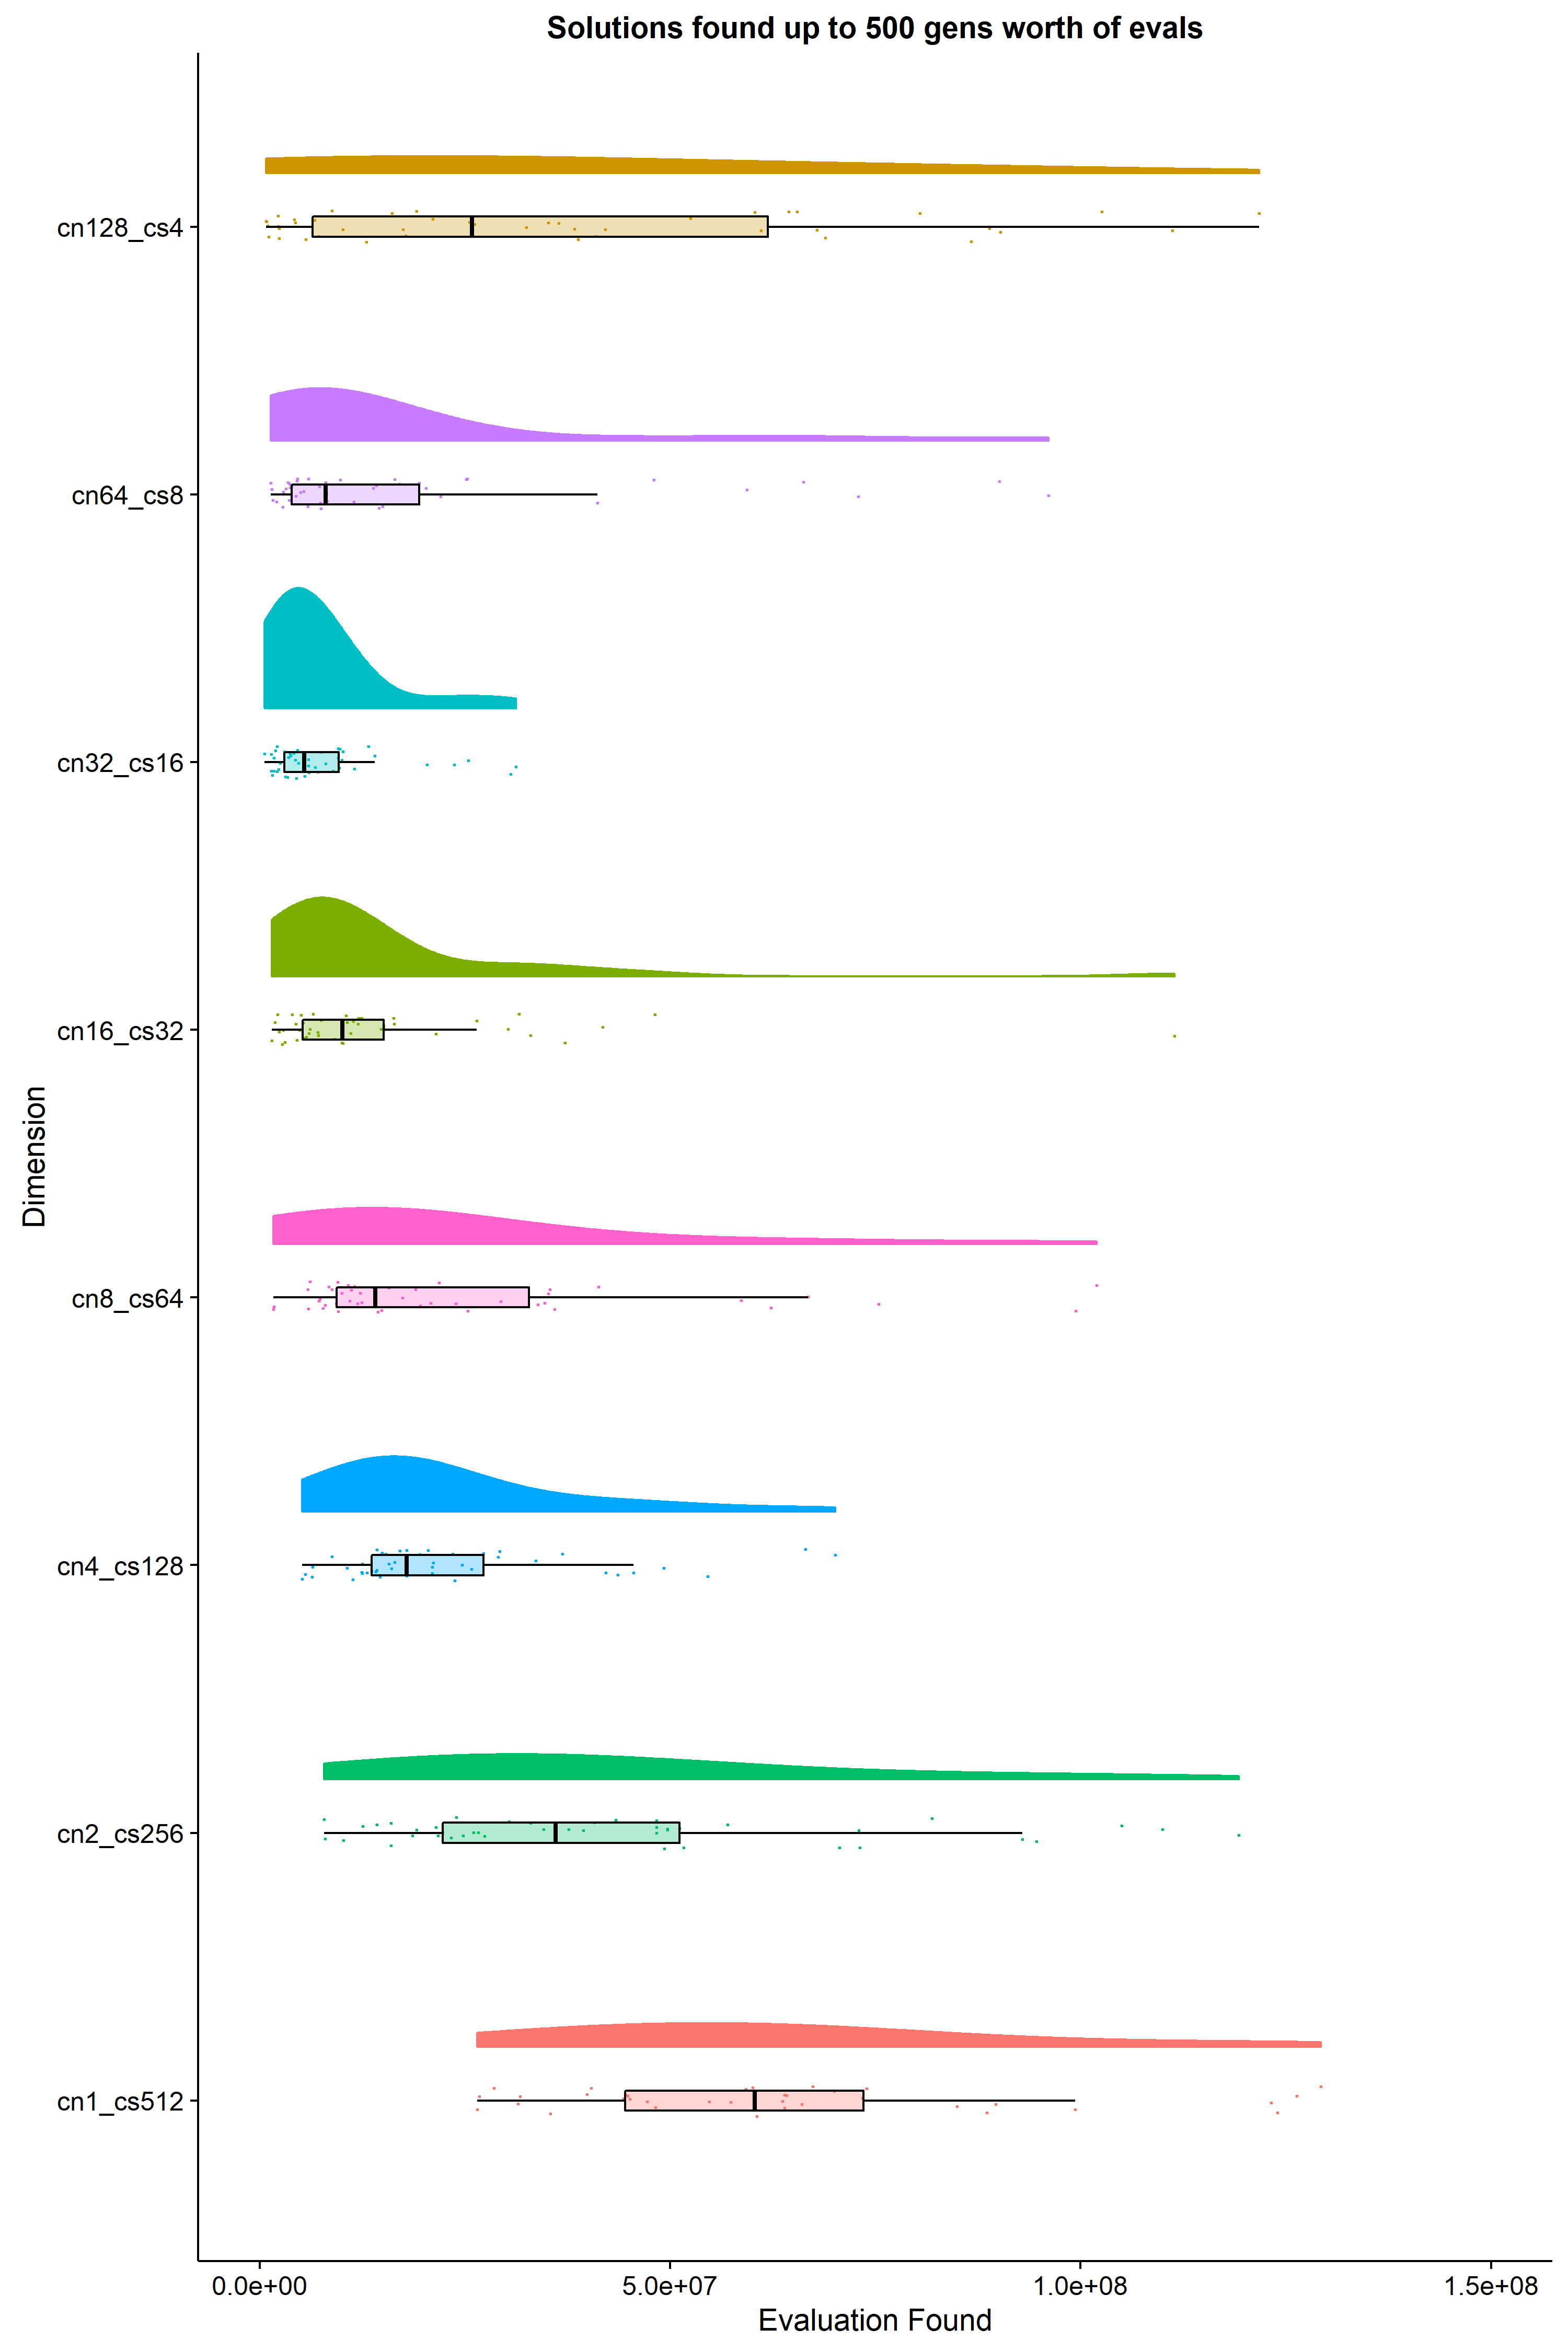 Solutions found up to 500 gens worth of evals
cn128_cs4
cn64_cs8
cn32_cs16
cn16_cs32
cn8_cs64
cn4_cs128
cn2_cs256
cn1_cs512
Dimension
0.0e+00
5.0e+07
1.0e+08
1.5e+08
Evaluation Found